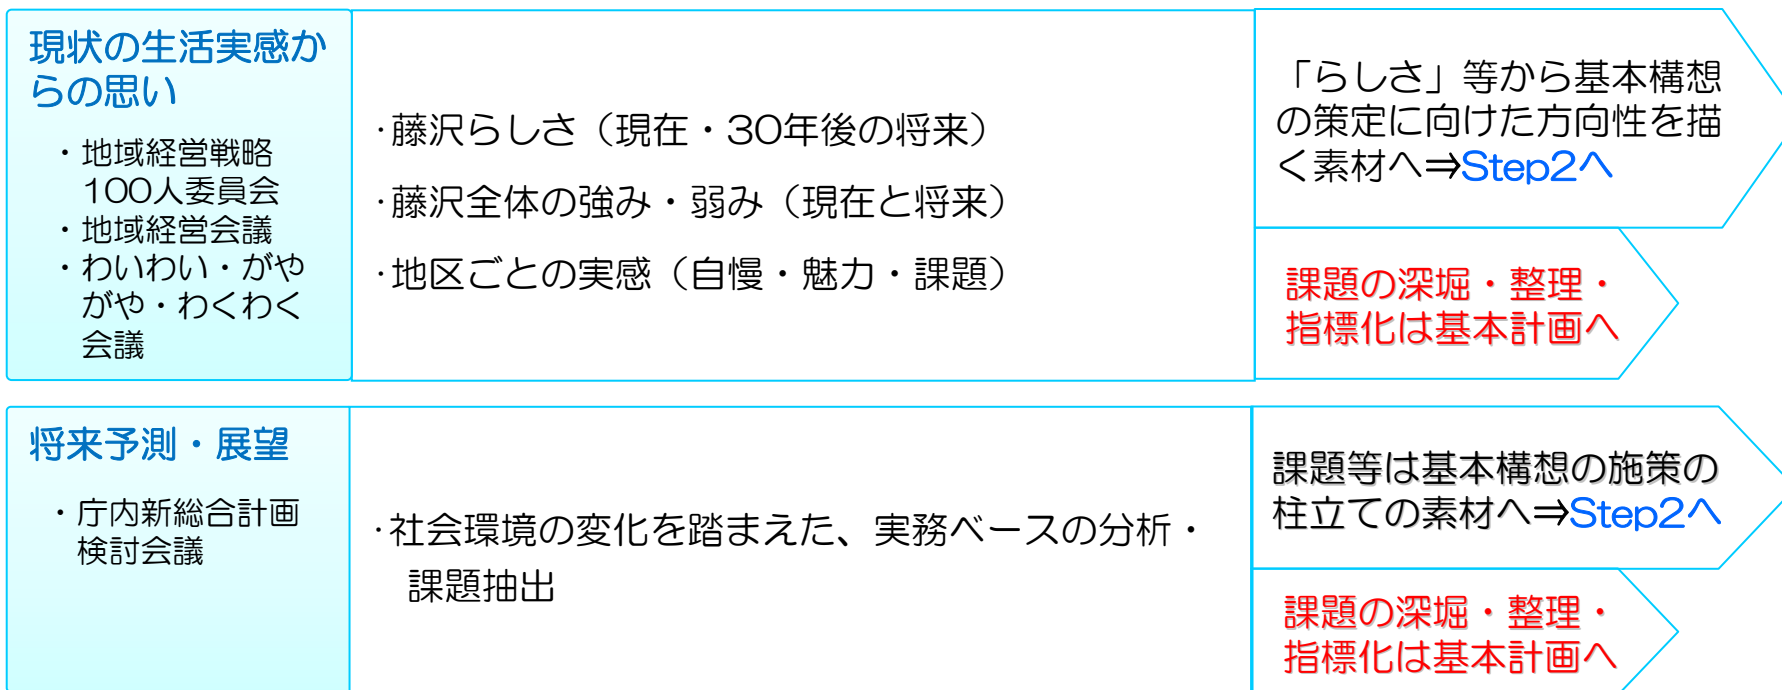 現状の生活実感か
らの思い
・地域経営戦略
100人委員会
・地域経営会議
・わいわい・がや
がや・わくわく
会議
・藤沢らしさ（現在・30年後の将来）
・藤沢全体の強み・弱み（現在と将来）
・地区ごとの実感（自慢・魅力・課題）
「らしさ」等から基本構想
の策定に向けた方向性を描
く素材へ⇒Step2へ
課題の深堀・整理・
指標化は基本計画へ
将来予測・展望
・庁内新総合計画
検討会議
・社会環境の変化を踏まえた、実務ベースの分析・
課題抽出
課題等は基本構想の施策の
柱立ての素材へ⇒Step2へ
課題の深堀・整理・
指標化は基本計画へ